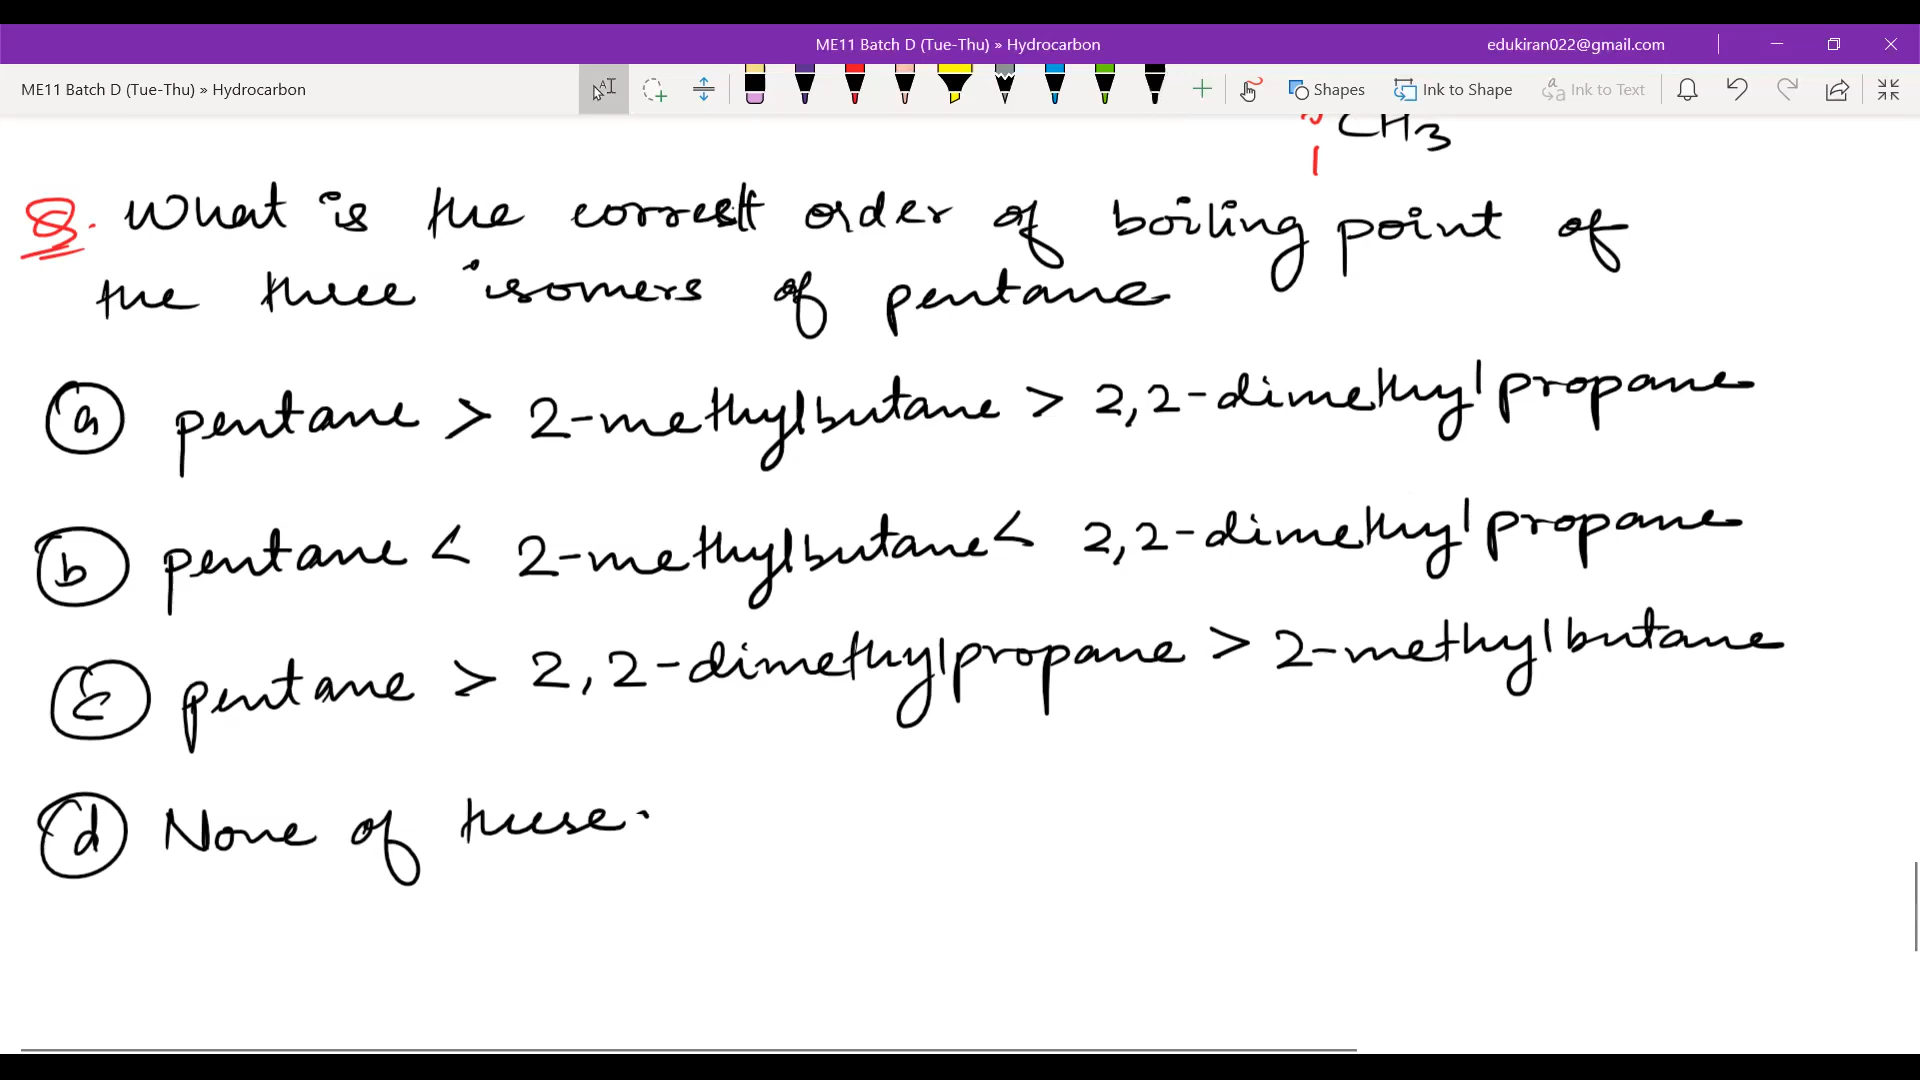 ME11 Batch D (Tue-Thu) » Hydrocarbon
edukiran022@gmail.com
ME11 Batch D (Tue-Thu) » Hydrocarbon
Shapes
Ink to Shape
Ink to Text
CH3
Q. What is the correct order of boiling point of
the three isomers of pentane
(a) pentane > 2-methylbutane > 2,2-dimethylpropane
(b) pentane < 2-methylbutane < 2,2-dimethylpropane
(c) pentane > 2,2-dimethylpropane > 2-methylbutane
(d) None of these.